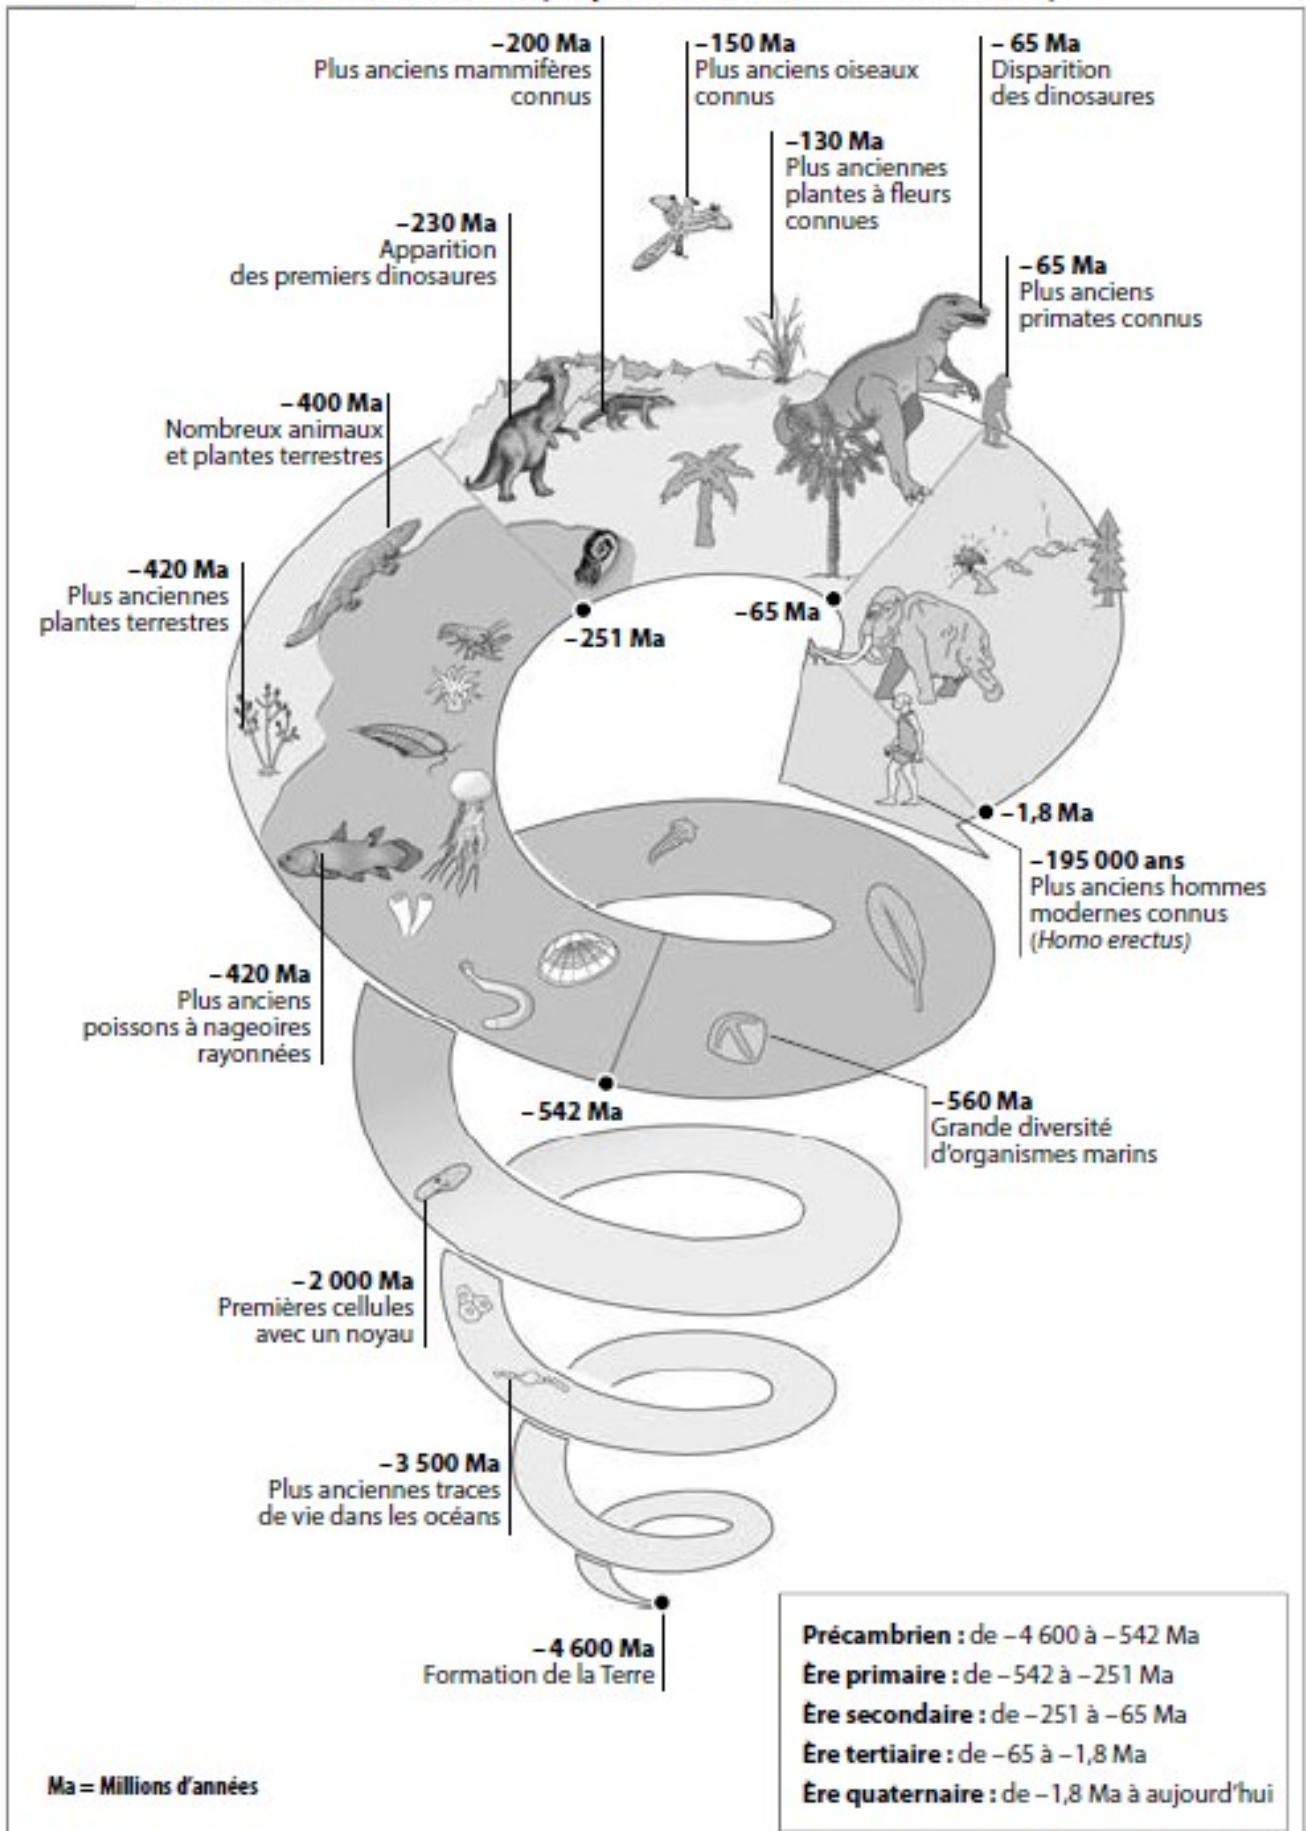 –200 Ma
Plus anciens mammifères
connus
–150 Ma
Plus anciens oiseaux
connus
– 65 Ma
Disparition
des dinosaures
–130 Ma
Plus anciennes
plantes à fleurs
connues
–230 Ma
Apparition
des premiers dinosaures
– 65 Ma
Plus anciens
primates connus
– 400 Ma
Nombreux animaux
et plantes terrestres
–420 Ma
Plus anciennes
plantes terrestres
–251 Ma
–65 Ma
–1,8 Ma
–195 000 ans
Plus anciens hommes
modernes connus
(Homo erectus)
– 420 Ma
Plus anciens
poissons à nageoires
rayonnées
– 542 Ma
– 560 Ma
Grande diversité
d'organismes marins
– 2 000 Ma
Premières cellules
avec un noyau
– 3 500 Ma
Plus anciennes traces
de vie dans les océans
– 4 600 Ma
Formation de la Terre
Précambrien : de – 4 600 à – 542 Ma
Ère primaire : de – 542 à – 251 Ma
Ère secondaire : de – 251 à – 65 Ma
Ère tertiaire : de – 65 à – 1,8 Ma
Ère quaternaire : de – 1,8 Ma à aujourd'hui
Ma = Millions d'années